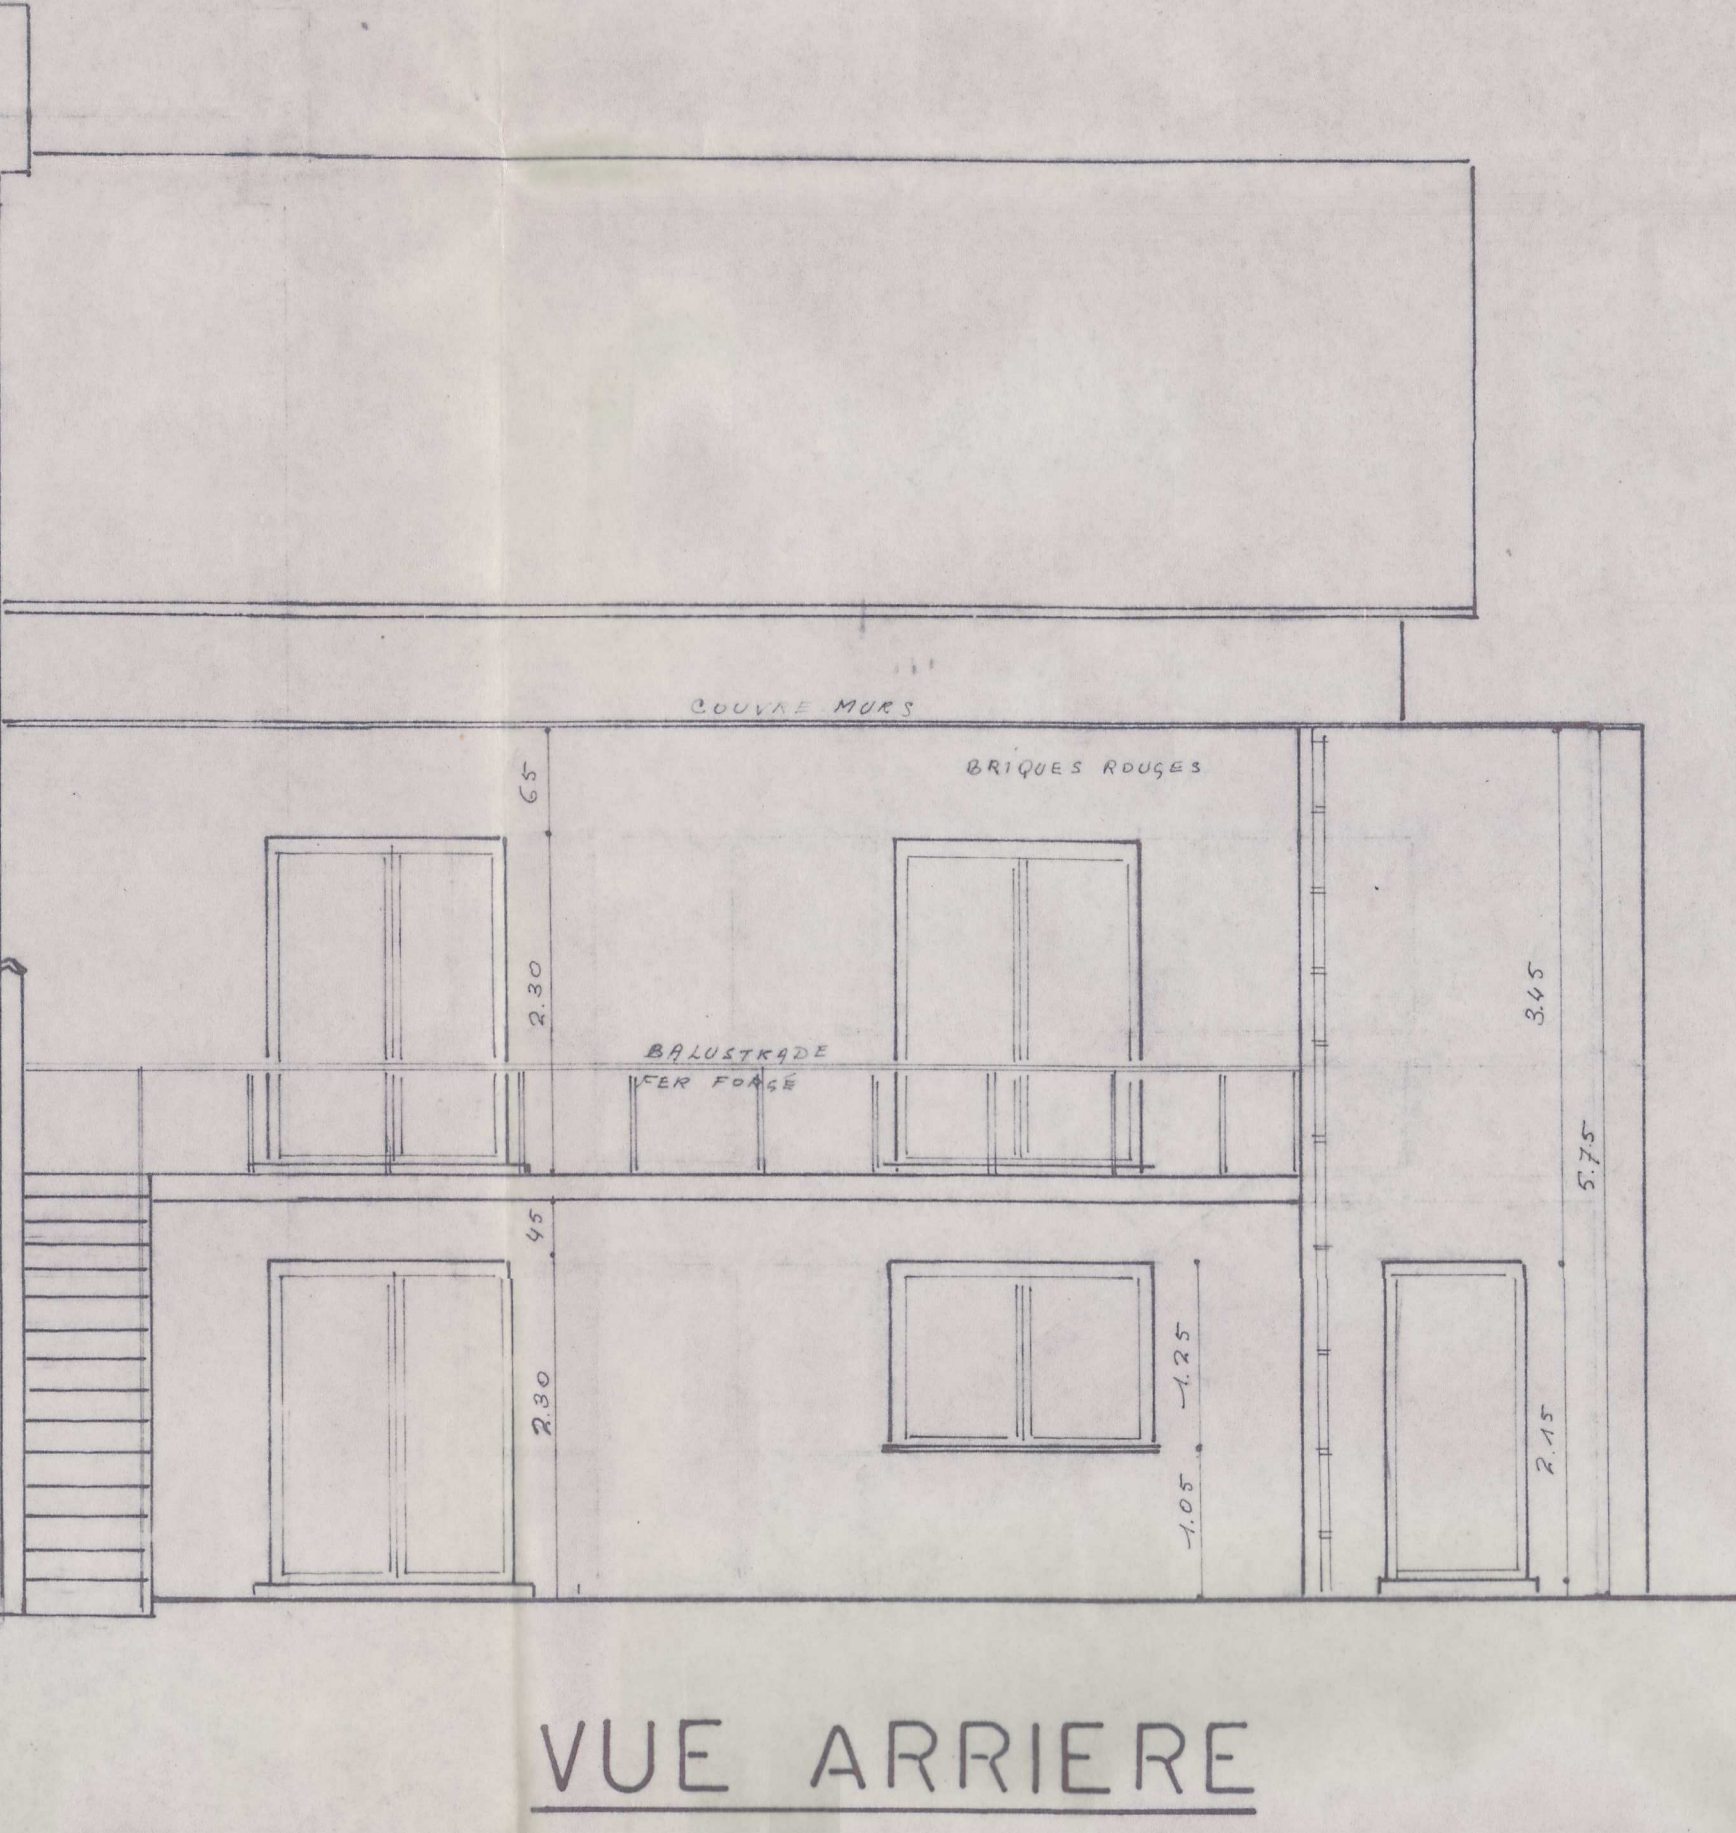 COUVRE MURS
BRIQUES ROUGES
65
2.30
3.45
BALUSTRADE
FER FORGÉ
5.75
45
1.25
2.30
2.15
1.05
VUE ARRIERE